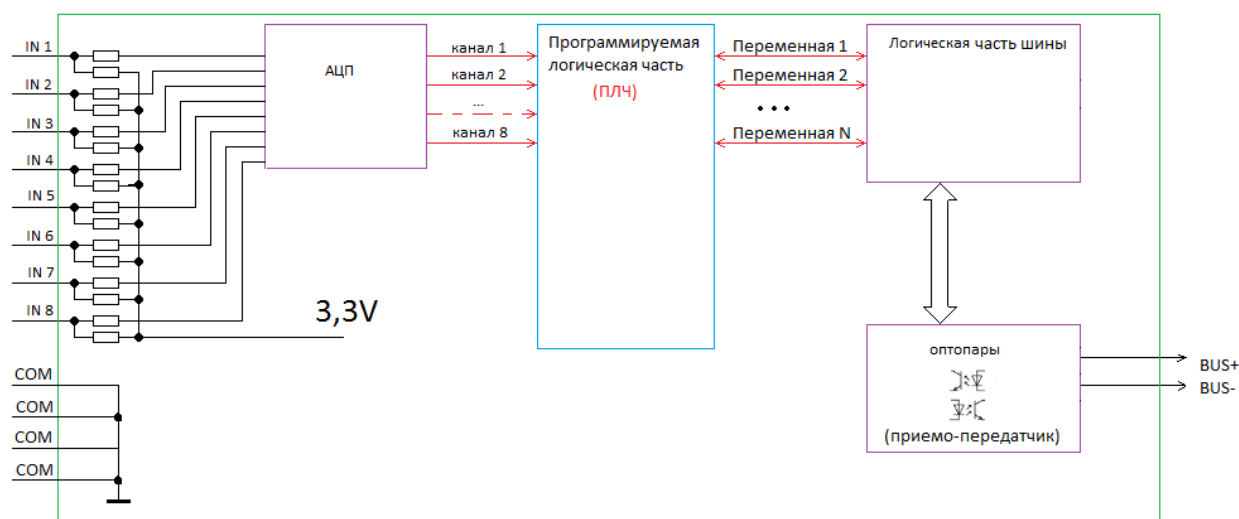 IN 1
IN 2
IN 3
IN 4
IN 5
IN 6
IN 7
IN 8
COM
COM
COM
COM
3,3V
АЦП
канал 1
канал 2
...
канал 8
Программируемая
логическая часть
(ПЛЧ)
Переменная 1
Переменная 2
• • •
Переменная N
Логическая часть шины
оптопары
(приемо-передатчик)
BUS+
BUS-